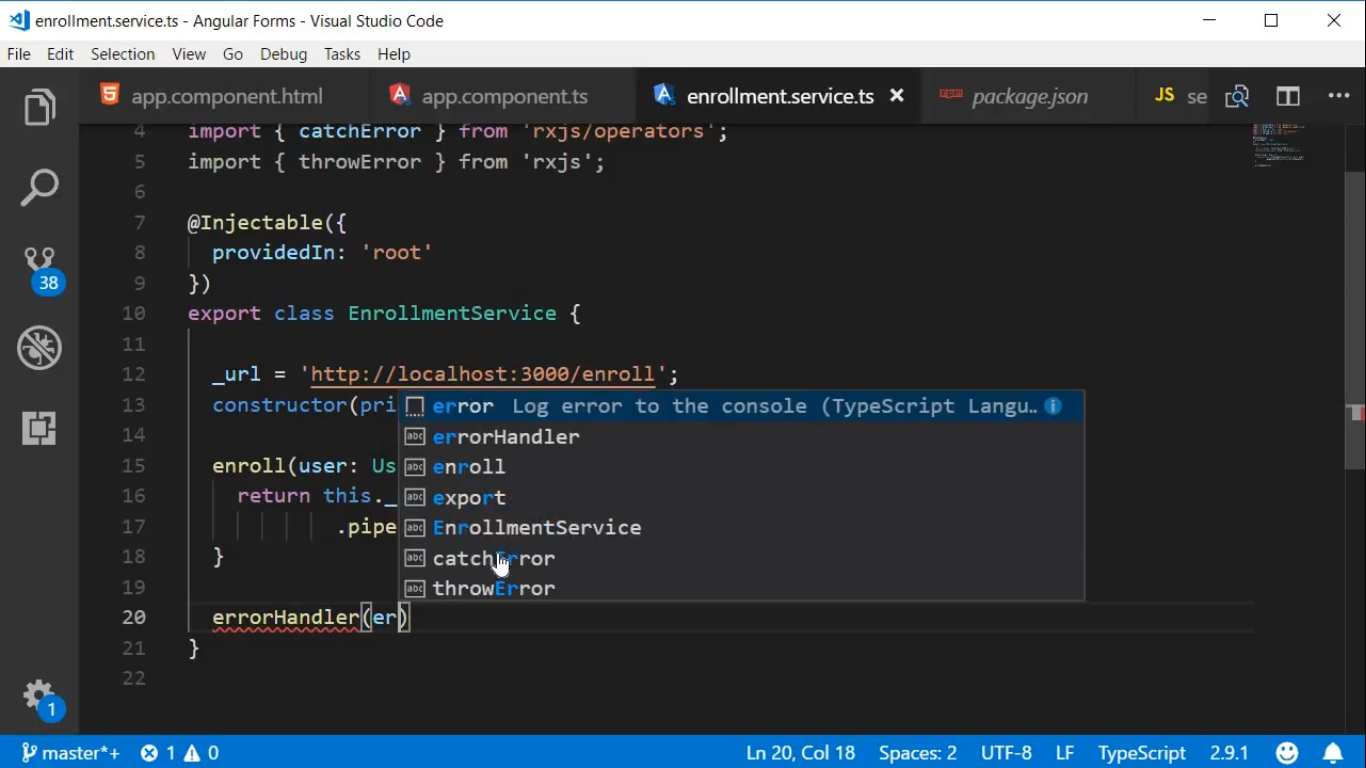 enrollment.service.ts - Angular Forms - Visual Studio Code
File Edit Selection View Go Debug Tasks Help
app.component.html app.component.ts enrollment.service.ts package.json JS se
4 import { catchError } from 'rxjs/operators';
5 import { throwError } from 'rxjs';
6
7 @Injectable({
8 providedIn: 'root'
9 })
10 export class EnrollmentService {
11
12 _url = 'http://localhost:3000/enroll';
13 constructor(pri
error Log error to the console (TypeScript Langu…
14
errorHandler
15 enroll(user: Us
enroll
16 return this._
export
17 .pipe
EnrollmentService
18 }
catchError
19
throwError
20 errorHandler(er)
21 }
22
38
1
master*+ 1 0 Ln 20, Col 18 Spaces: 2 UTF-8 LF TypeScript 2.9.1